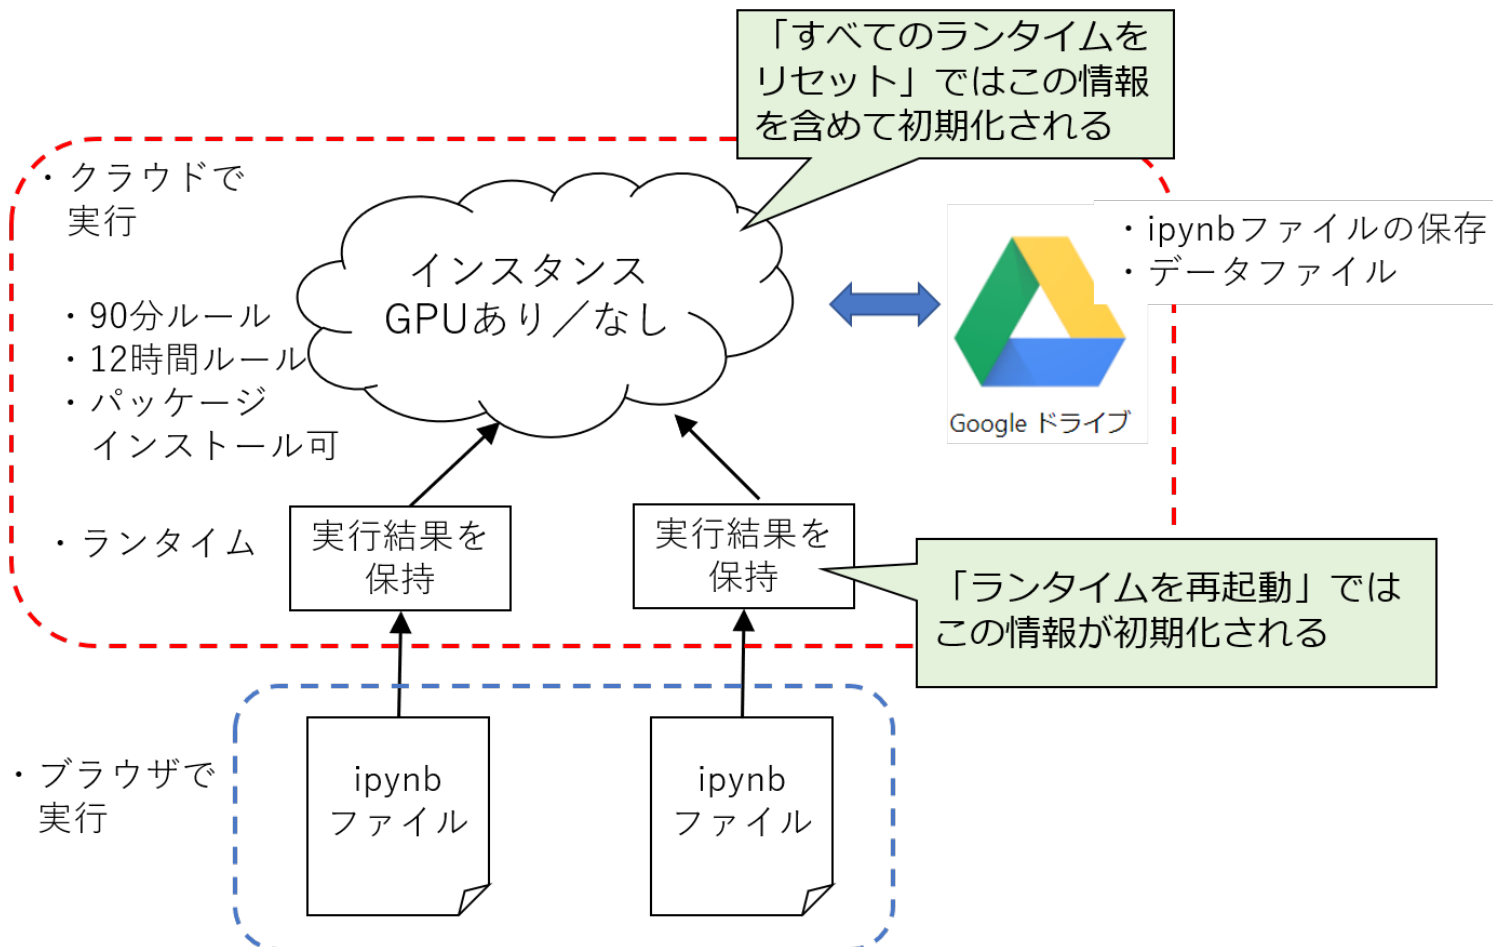 「すべてのランタイムを
リセット」ではこの情報
を含めて初期化される
・クラウドで
実行
インスタンス
GPUあり／なし
・ipynbファイルの保存
・データファイル
・90分ルール
・12時間ルール
・パッケージ
インストール可
Google ドライブ
・ランタイム
実行結果を
保持
実行結果を
保持
「ランタイムを再起動」では
この情報が初期化される
・ブラウザで
実行
ipynb
ファイル
ipynb
ファイル